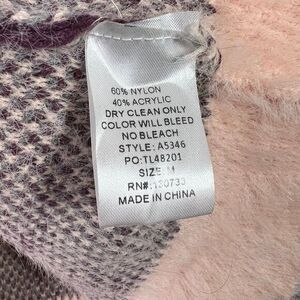 60% NYLON
40% ACRYLIC
DRY CLEAN ONLY
COLOR WILL BLEED
NO BLEACH
STYLE: A5346
PO:TL48201
SIZE: M
RN#: 130733
MADE IN CHINA